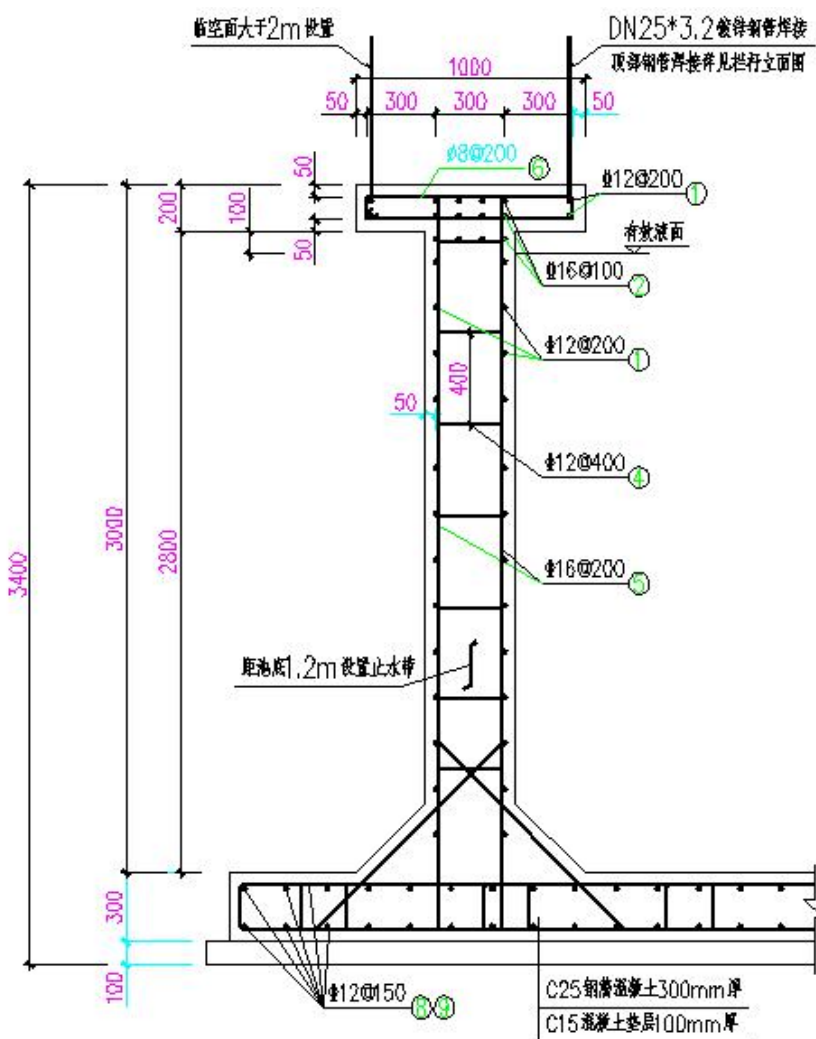 临空面大于2m设置
DN25*3.2镀锌钢管焊接
顶部钢管焊接详见栏杆立面图
1000
50 300 300 300 50
ø8@200 ⑥
Φ12@200 ①
50
200
100
50
有效液面
Φ16@100 ②
Φ12@200 ①
400
50
Φ12@400 ④
3400
3000
2800
Φ16@200 ⑤
距池底1.2m设置止水带
300
100
Φ12@150 ⑧⑨
C25钢筋混凝土300mm厚
C15混凝土垫层100mm厚